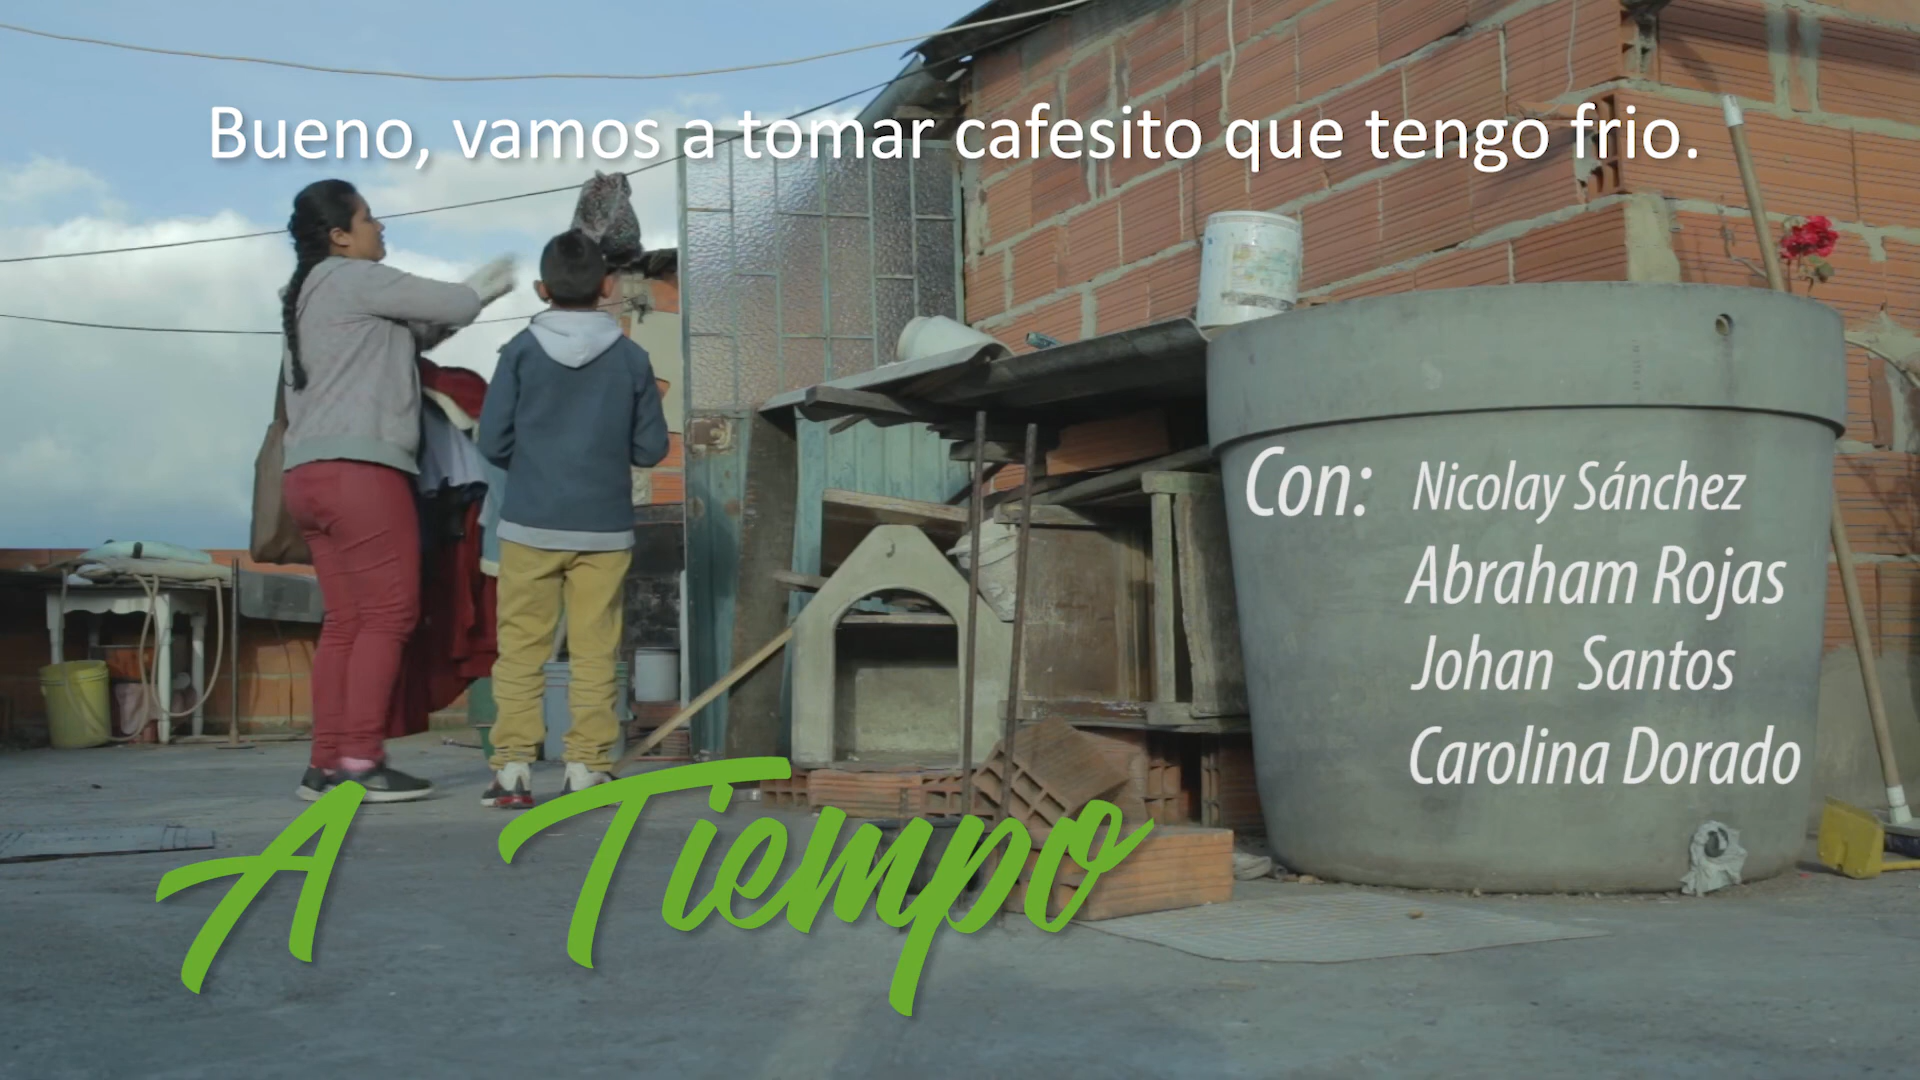 Bueno, vamos a tomar cafesito que tengo frio.
Con: Nicolay Sánchez
Abraham Rojas
Johan Santos
Carolina Dorado
A Tiempo